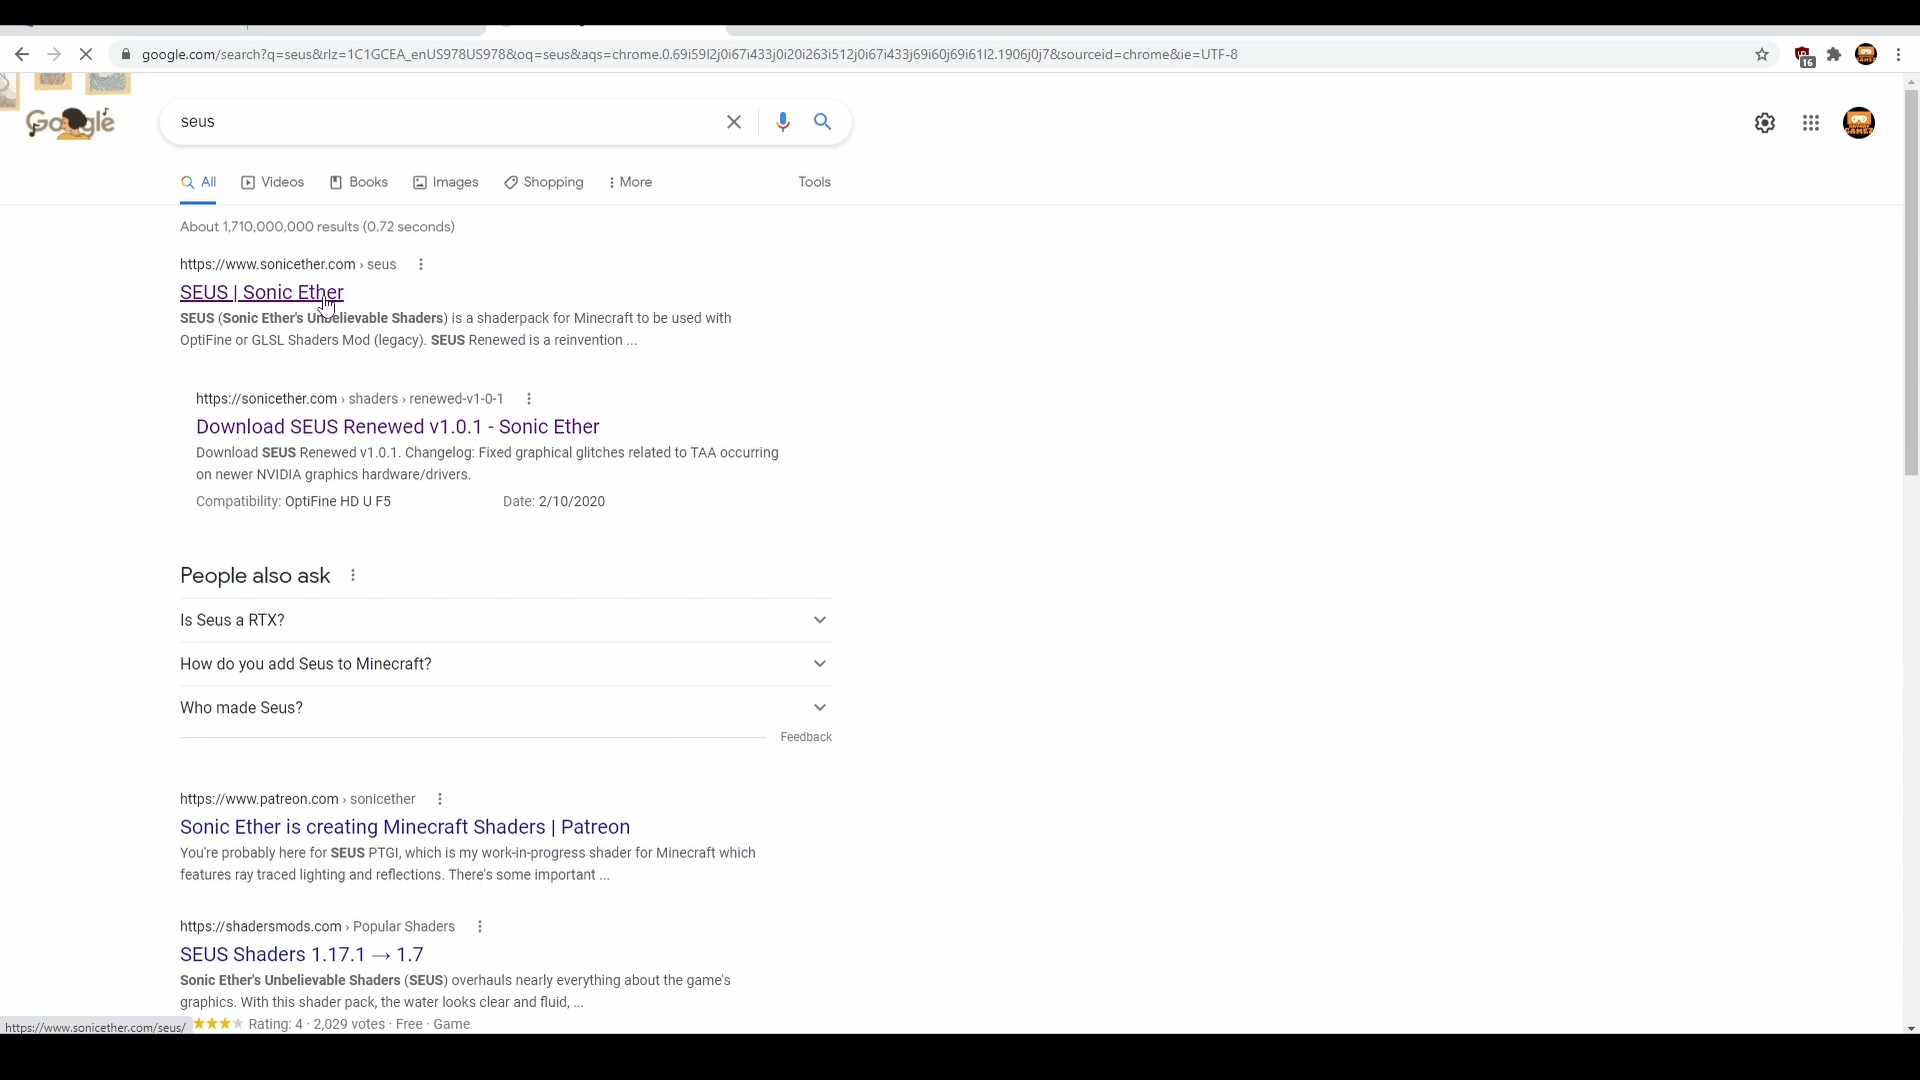 google.com/search?q=seus&rlz=1C1GCEA_enUS978US978&oq=seus&aqs=chrome.0.69i59l2j0i67i433j0i20i263i512j0i67i433j69i60j69i61l2.1906j0j7&sourceid=chrome&ie=UTF-8
16
Google
seus
All
Videos
Books
Images
Shopping
More
Tools
About 1,710,000,000 results (0.72 seconds)
https://www.sonicether.com › seus
SEUS | Sonic Ether
SEUS (Sonic Ether's Unbelievable Shaders) is a shaderpack for Minecraft to be used with
OptiFine or GLSL Shaders Mod (legacy). SEUS Renewed is a reinvention ...
https://sonicether.com › shaders › renewed-v1-0-1
Download SEUS Renewed v1.0.1 - Sonic Ether
Download SEUS Renewed v1.0.1. Changelog: Fixed graphical glitches related to TAA occurring
on newer NVIDIA graphics hardware/drivers.
Compatibility: OptiFine HD U F5 Date: 2/10/2020
People also ask
Is Seus a RTX?
How do you add Seus to Minecraft?
Who made Seus?
Feedback
https://www.patreon.com › sonicether
Sonic Ether is creating Minecraft Shaders | Patreon
You're probably here for SEUS PTGI, which is my work-in-progress shader for Minecraft which
features ray traced lighting and reflections. There's some important ...
https://shadersmods.com › Popular Shaders
SEUS Shaders 1.17.1 → 1.7
Sonic Ether's Unbelievable Shaders (SEUS) overhauls nearly everything about the game's
graphics. With this shader pack, the water looks clear and fluid, ...
Rating: 4 · 2,029 votes · Free · Game
https://www.sonicether.com/seus/